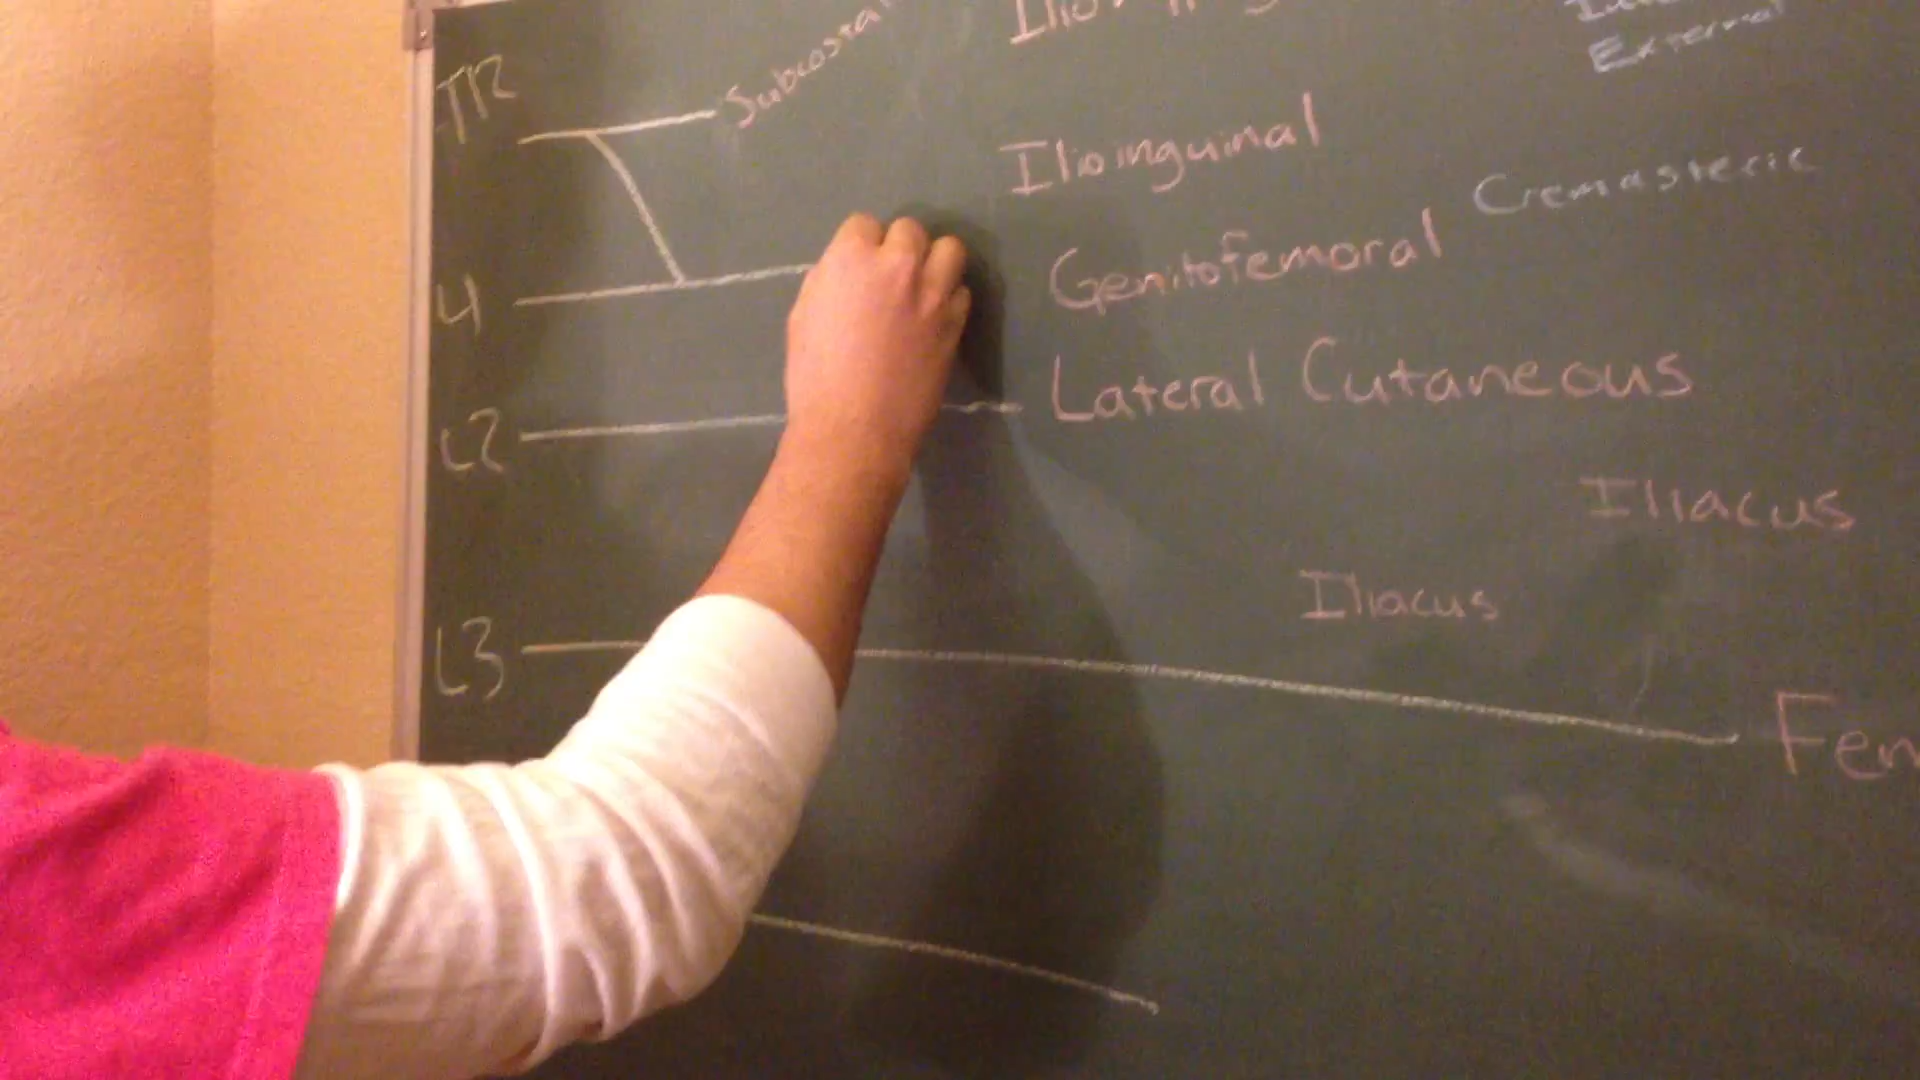 T12
Subcostal
External
Ilioinguinal
Cremasteric
L1
Genitofemoral
L2
Lateral Cutaneous
Iliacus
Iliacus
L3
Fem